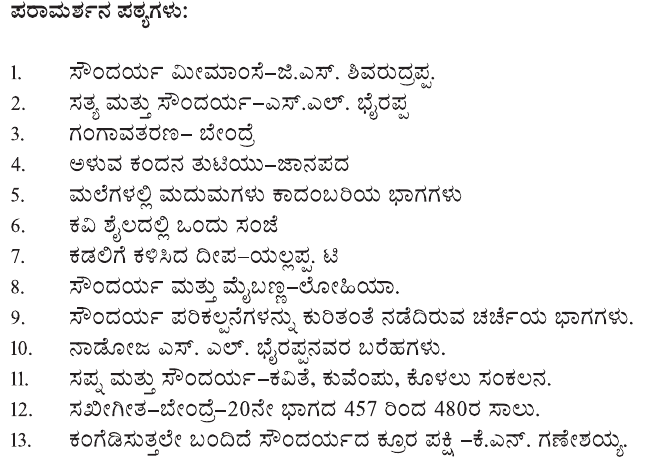 ಪರಾಮರ್ಶನ ಪಠ್ಯಗಳು:
1. ಸೌಂದರ್ಯ ಮೀಮಾಂಸೆ–ಜಿ.ಎಸ್. ಶಿವರುದ್ರಪ್ಪ.
2. ಸತ್ಯ ಮತ್ತು ಸೌಂದರ್ಯ–ಎಸ್.ಎಲ್. ಭೈರಪ್ಪ
3. ಗಂಗಾವತರಣ– ಬೇಂದ್ರೆ
4. ಅಳುವ ಕಂದನ ತುಟಿಯು–ಜಾನಪದ
5. ಮಲೆಗಳಲ್ಲಿ ಮದುಮಗಳು ಕಾದಂಬರಿಯ ಭಾಗಗಳು
6. ಕವಿ ಶೈಲದಲ್ಲಿ ಒಂದು ಸಂಜೆ
7. ಕಡಲಿಗೆ ಕಳಿಸಿದ ದೀಪ–ಯಲ್ಲಪ್ಪ. ಟಿ
8. ಸೌಂದರ್ಯ ಮತ್ತು ಮೈಬಣ್ಣ–ಲೋಹಿಯಾ.
9. ಸೌಂದರ್ಯ ಪರಿಕಲ್ಪನೆಗಳನ್ನು ಕುರಿತಂತೆ ನಡೆದಿರುವ ಚರ್ಚೆಯ ಭಾಗಗಳು.
10. ನಾಡೋಜ ಎಸ್. ಎಲ್. ಭೈರಪ್ಪನವರ ಬರೆಹಗಳು.
11. ಸಪ್ನ ಮತ್ತು ಸೌಂದರ್ಯ–ಕವಿತೆ, ಕುವೆಂಪು, ಕೊಳಲು ಸಂಕಲನ.
12. ಸಖೀಗೀತ–ಬೇಂದ್ರೆ–20ನೇ ಭಾಗದ 457 ರಿಂದ 480ರ ಸಾಲು.
13. ಕಂಗೆಡಿಸುತ್ತಲೇ ಬಂದಿದೆ ಸೌಂದರ್ಯದ ಕ್ರೂರ ಪಕ್ಷಿ –ಕೆ.ಎನ್. ಗಣೇಶಯ್ಯ.